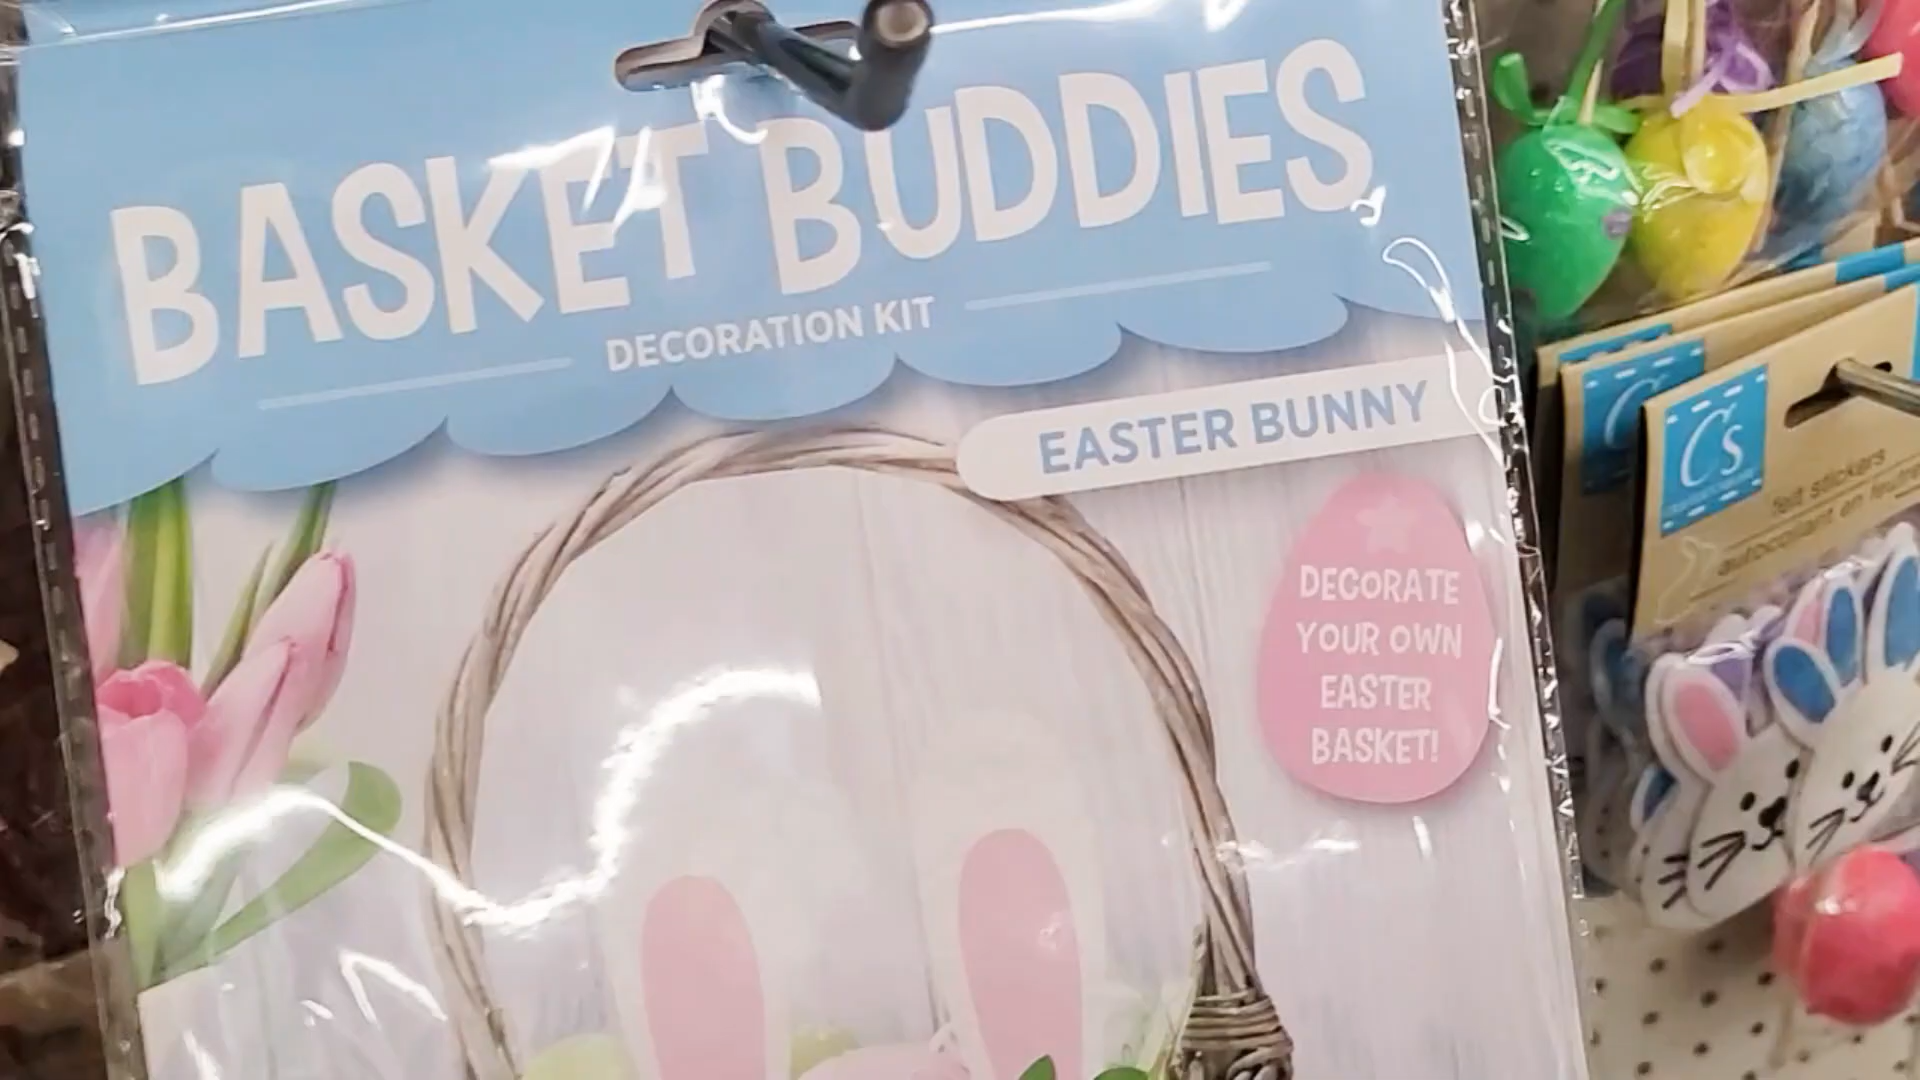 BASKET BUDDIES
DECORATION KIT
EASTER BUNNY
DECORATE
YOUR OWN
EASTER
BASKET!
Cs
felt stickers
autocollant en feutre